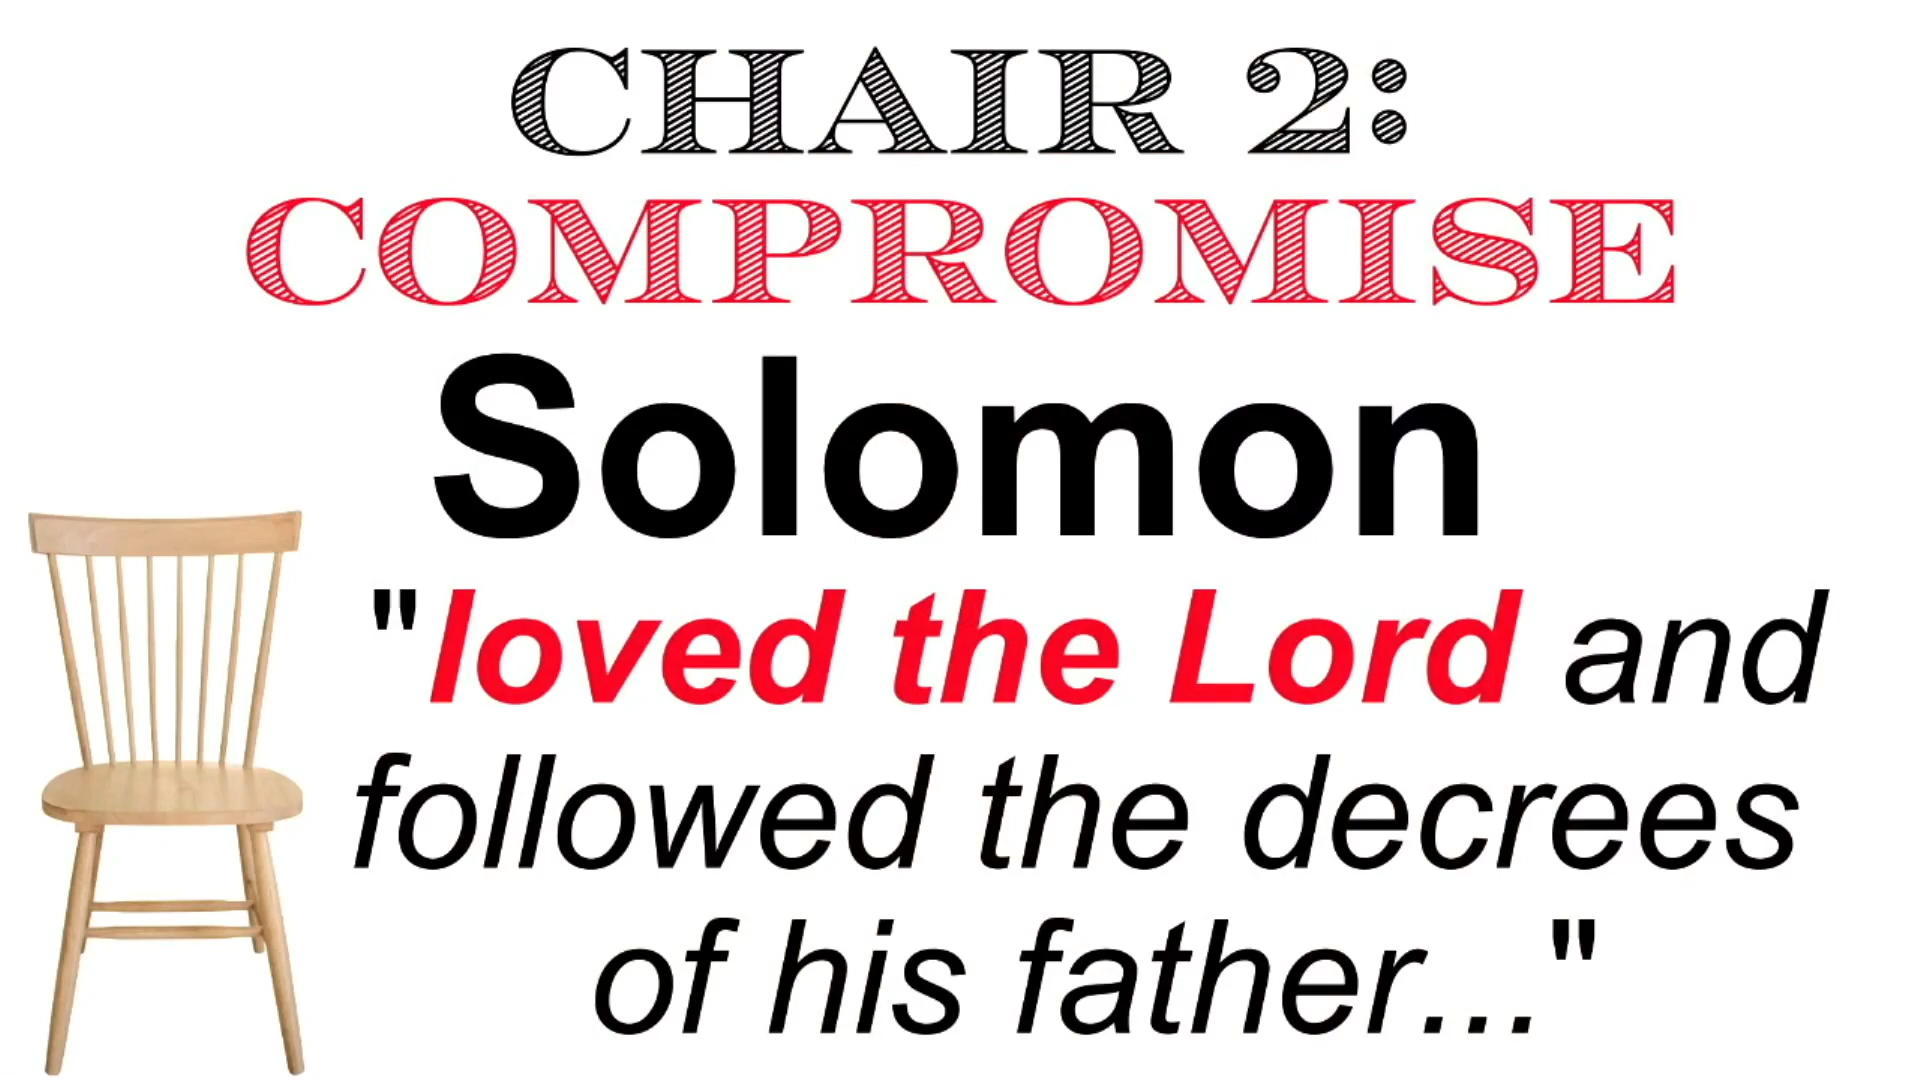 CHAIR 2:
COMPROMISE
Solomon
"loved the Lord and
followed the decrees
of his father..."